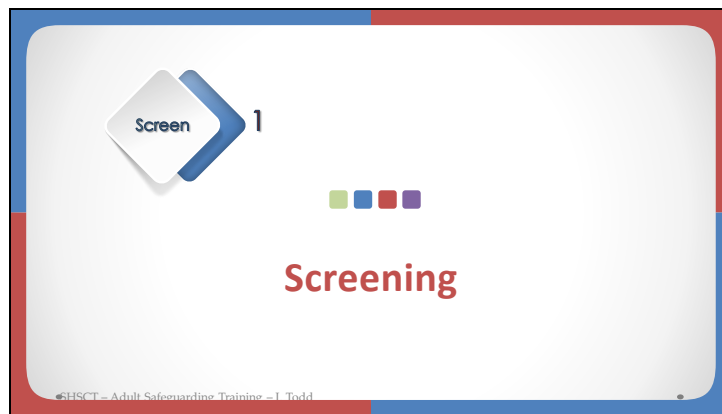 Screen
1
Screening
SHSCT – Adult Safeguarding Training – J. Todd